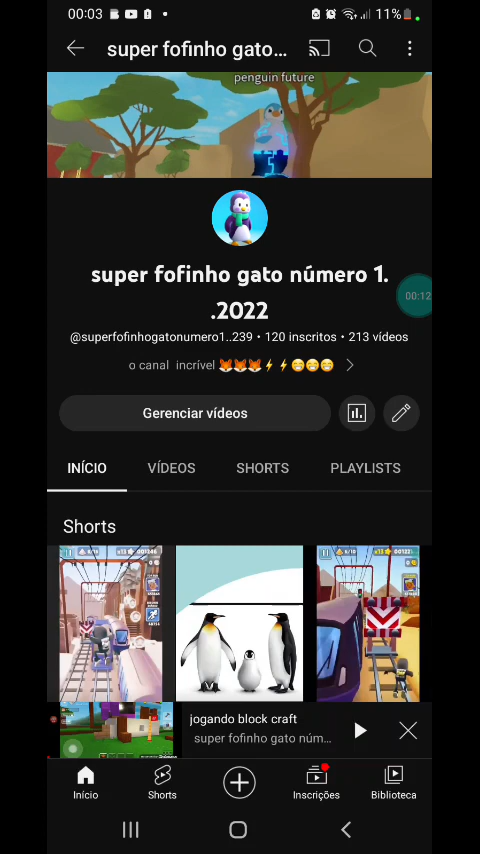 00:03
11%
super fofinho gato...
penguin future
super fofinho gato número 1.
.2022
00:12
@superfofinhogatonumero1..239 • 120 inscritos • 213 vídeos
o canal incrível 🦊🦊🦊⚡⚡😁😁😁
Gerenciar vídeos
INÍCIO VÍDEOS SHORTS PLAYLISTS
Shorts
jogando block craft
super fofinho gato núm...
Início Shorts Inscrições Biblioteca